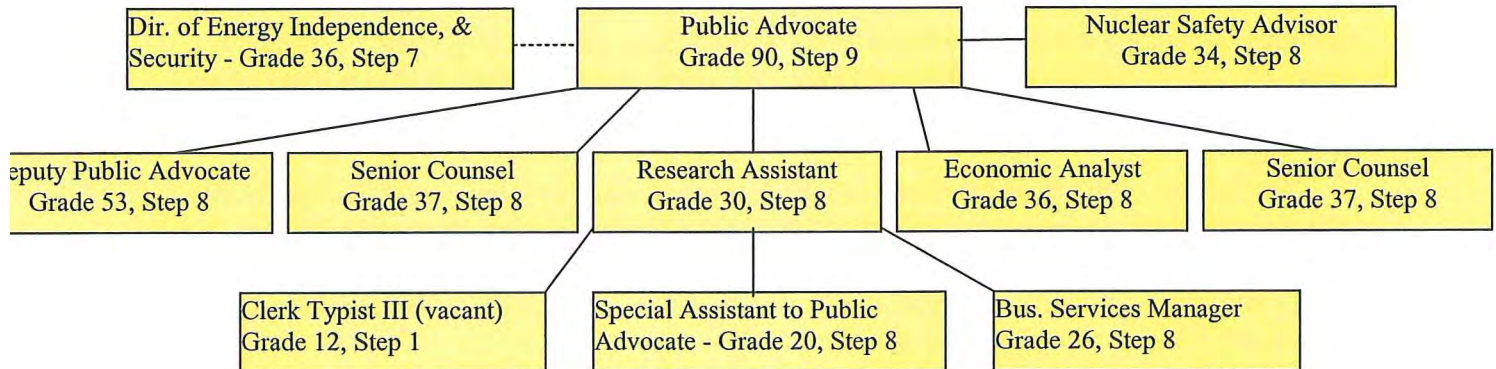 Dir. of Energy Independence, &
Security - Grade 36, Step 7
Public Advocate
Grade 90, Step 9
Nuclear Safety Advisor
Grade 34, Step 8
eputy Public Advocate
Grade 53, Step 8
Senior Counsel
Grade 37, Step 8
Research Assistant
Grade 30, Step 8
Economic Analyst
Grade 36, Step 8
Senior Counsel
Grade 37, Step 8
Clerk Typist III (vacant)
Grade 12, Step 1
Special Assistant to Public
Advocate - Grade 20, Step 8
Bus. Services Manager
Grade 26, Step 8